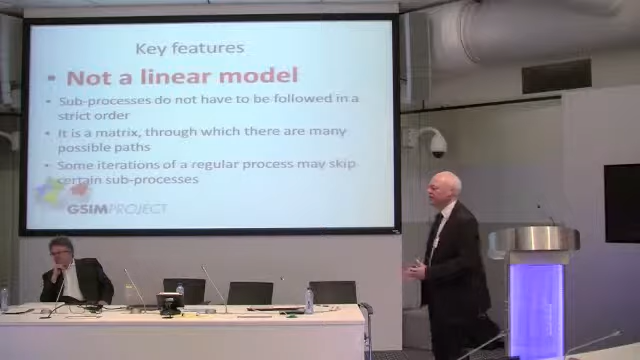 Key features
• Not a linear model
• Sub-processes do not have to be followed in a
strict order
• It is a matrix, through which there are many
possible paths
• Some iterations of a regular process may skip
certain sub-processes
GSIMPROJECT